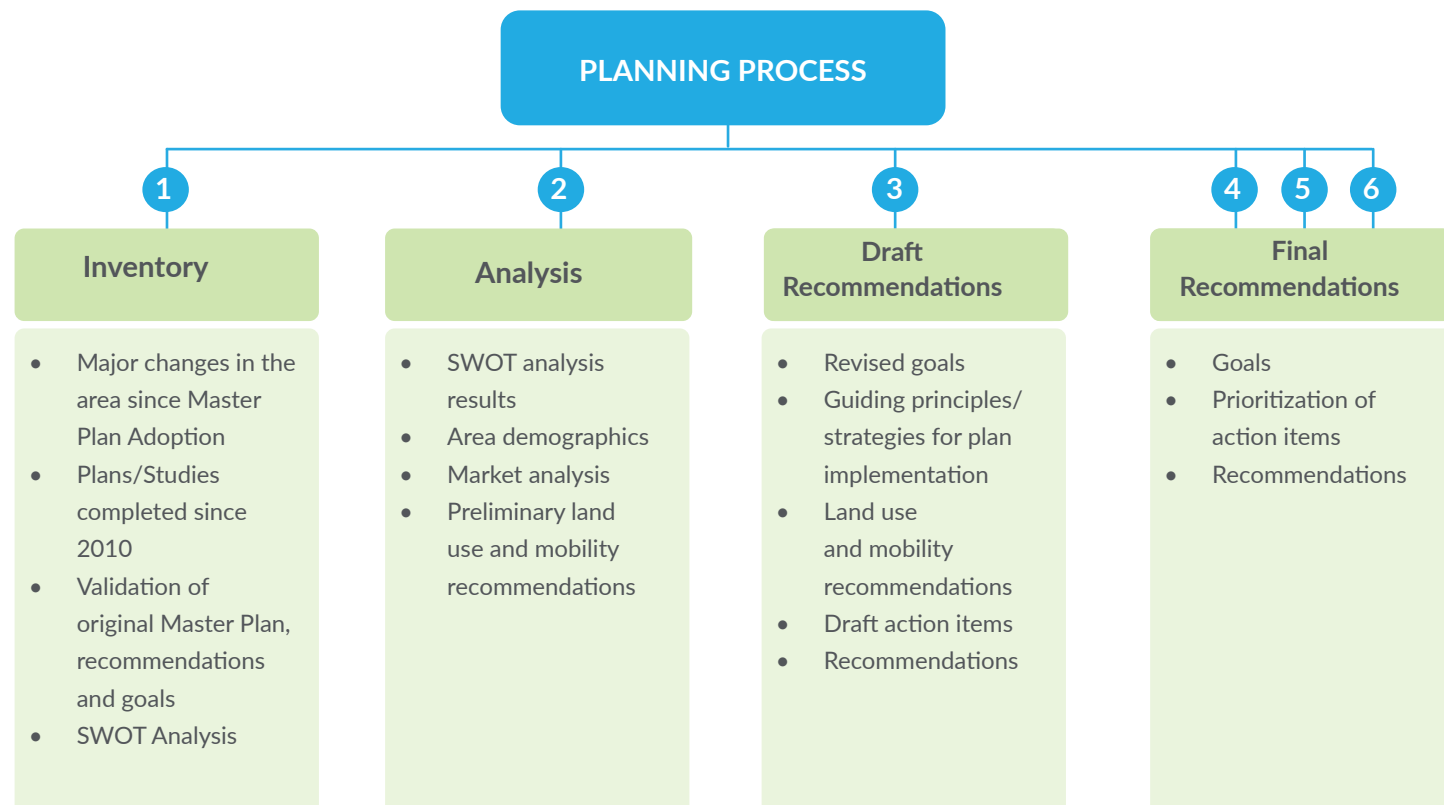 PLANNING PROCESS
1
2
3
4
5
6
Inventory
• Major changes in the
area since Master
Plan Adoption
• Plans/Studies
completed since
2010
• Validation of
original Master Plan,
recommendations
and goals
• SWOT Analysis
Analysis
• SWOT analysis
results
• Area demographics
• Market analysis
• Preliminary land
use and mobility
recommendations
Draft
Recommendations
• Revised goals
• Guiding principles/
strategies for plan
implementation
• Land use
and mobility
recommendations
• Draft action items
• Recommendations
Final
Recommendations
• Goals
• Prioritization of
action items
• Recommendations